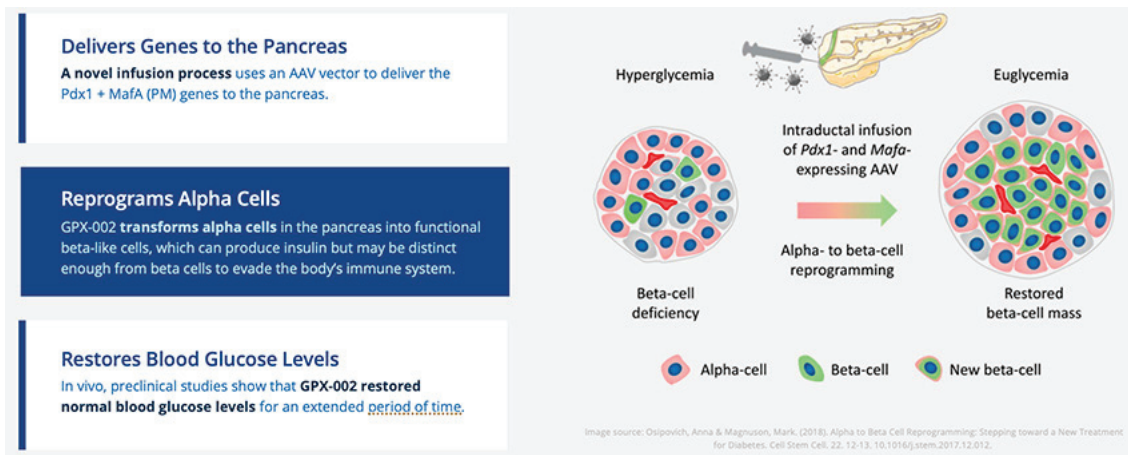 Delivers Genes to the Pancreas
A novel infusion process uses an AAV vector to deliver the
Pdx1 + MafA (PM) genes to the pancreas.
Reprograms Alpha Cells
GPX-002 transforms alpha cells in the pancreas into functional
beta-like cells, which can produce insulin but may be distinct
enough from beta cells to evade the body's immune system.
Restores Blood Glucose Levels
In vivo, preclinical studies show that GPX-002 restored
normal blood glucose levels for an extended period of time.
Hyperglycemia
Euglycemia
Intraductal infusion
of Pdx1- and Mafa-
expressing AAV
Alpha- to beta-cell
reprogramming
Beta-cell
deficiency
Restored
beta-cell mass
Alpha-cell
Beta-cell
New beta-cell
Image source: Osipovich, Anna & Magnuson, Mark. (2018). Alpha to Beta Cell Reprogramming: Stepping toward a New Treatment
for Diabetes. Cell Stem Cell. 22. 12-13. 10.1016/j.stem.2017.12.012.